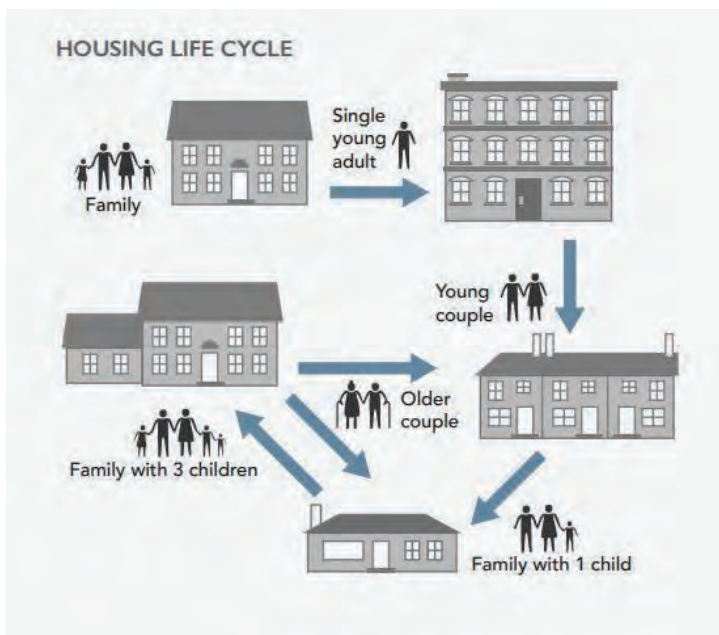 HOUSING LIFE CYCLE
Single
young
adult
Family
Young
couple
Older
couple
Family with 3 children
Family with 1 child